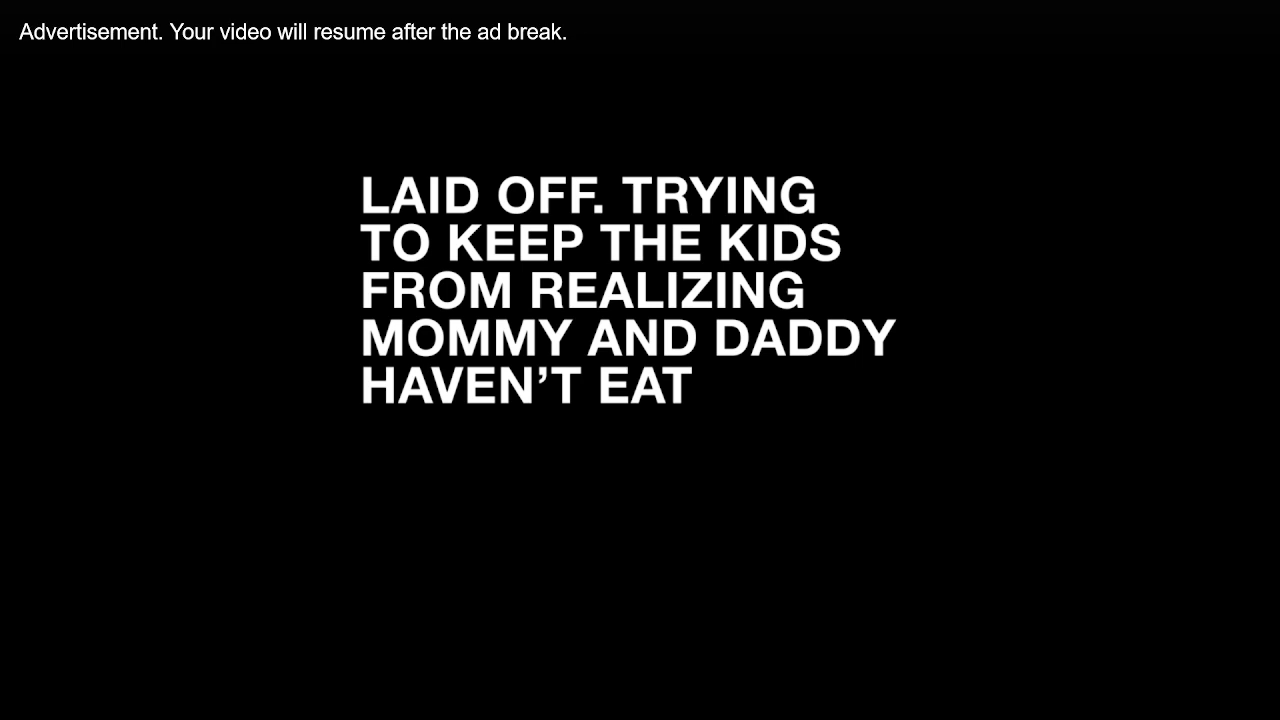 Advertisement. Your video will resume after the ad break.
LAID OFF. TRYING
TO KEEP THE KIDS
FROM REALIZING
MOMMY AND DADDY
HAVEN’T EAT